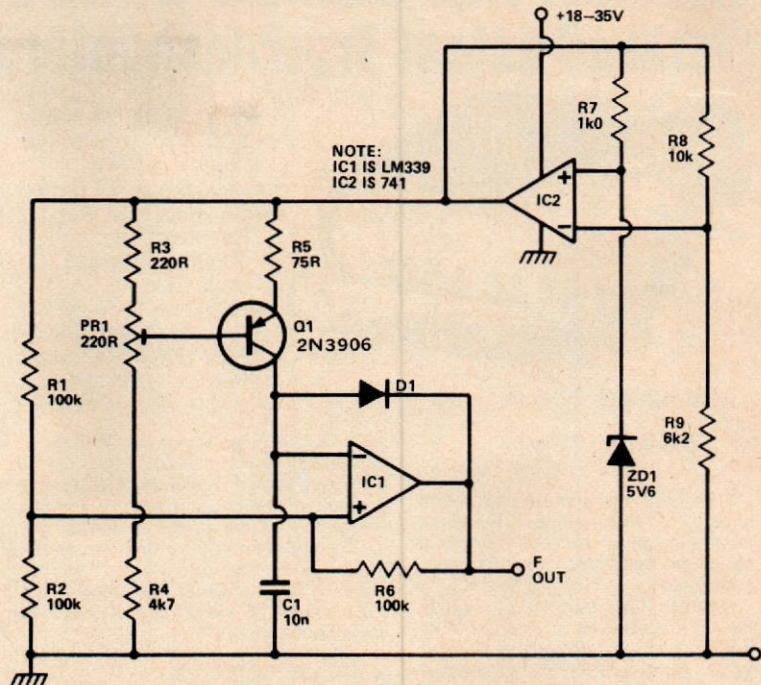 +18–35V
R7
1k0
R8
10k
NOTE:
IC1 IS LM339
IC2 IS 741
+
IC2
−
R3
220R
R5
75R
PR1
220R
Q1
2N3906
R1
100k
D1
R9
6k2
−
IC1
+
ZD1
5V6
F
OUT
R2
100k
R4
4k7
C1
10n
R6
100k